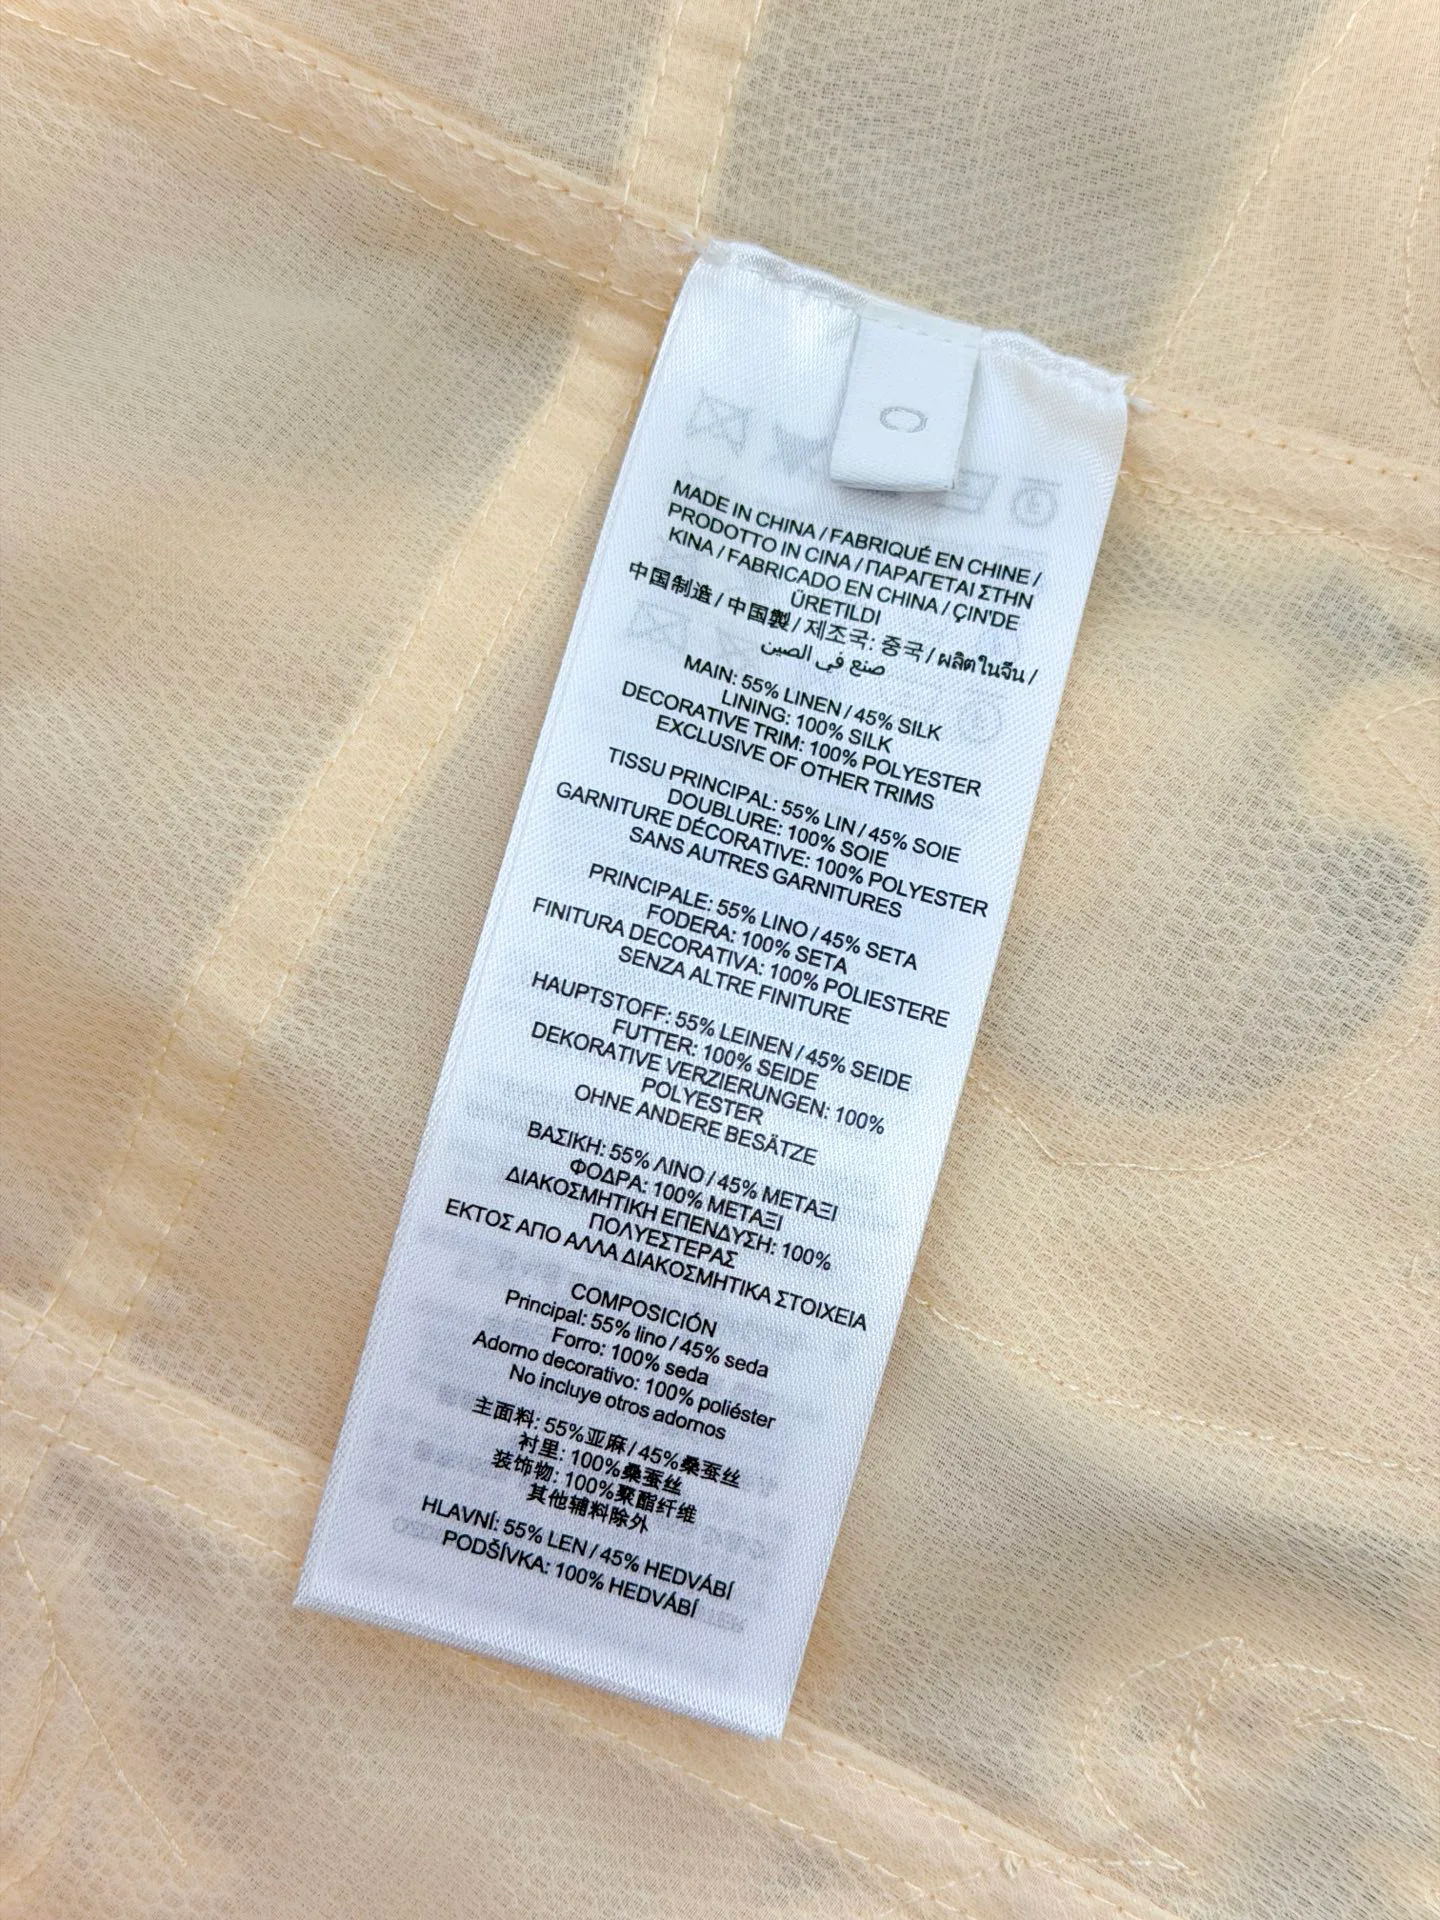 0
MADE IN CHINA / FABRIQUÉ EN CHINE /
PRODOTTO IN CINA / ΠΑΡΑΓΕΤΑΙ ΣΤΗΝ
ΚΙΝΑ / FABRICADO EN CHINA / ÇIN'DE
ÜRETILDI
中国制造 / 中国製 / 제조국: 중국 / ผลิตในจีน /
صنع في الصين
MAIN: 55% LINEN / 45% SILK
LINING: 100% SILK
DECORATIVE TRIM: 100% POLYESTER
EXCLUSIVE OF OTHER TRIMS
TISSU PRINCIPAL: 55% LIN / 45% SOIE
DOUBLURE: 100% SOIE
GARNITURE DÉCORATIVE: 100% POLYESTER
SANS AUTRES GARNITURES
PRINCIPALE: 55% LINO / 45% SETA
FODERA: 100% SETA
FINITURA DECORATIVA: 100% POLIESTERE
SENZA ALTRE FINITURE
HAUPTSTOFF: 55% LEINEN / 45% SEIDE
FUTTER: 100% SEIDE
DEKORATIVE VERZIERUNGEN: 100%
POLYESTER
OHNE ANDERE BESÄTZE
ΒΑΣΙΚΗ: 55% ΛΙΝΟ / 45% ΜΕΤΑΞΙ
ΦΟΔΡΑ: 100% ΜΕΤΑΞΙ
ΔΙΑΚΟΣΜΗΤΙΚΗ ΕΠΕΝΔΥΣΗ: 100%
ΠΟΛΥΕΣΤΕΡΑΣ
ΕΚΤΟΣ ΑΠΟ ΑΛΛΑ ΔΙΑΚΟΣΜΗΤΙΚΑ ΣΤΟΙΧΕΙΑ
COMPOSICIÓN
Principal: 55% lino / 45% seda
Forro: 100% seda
Adorno decorativo: 100% poliéster
No incluye otros adornos
主面料: 55%亚麻 / 45%桑蚕丝
衬里: 100%桑蚕丝
装饰物: 100%聚酯纤维
其他辅料除外
HLAVNÍ: 55% LEN / 45% HEDVÁBÍ
PODŠÍVKA: 100% HEDVÁBÍ